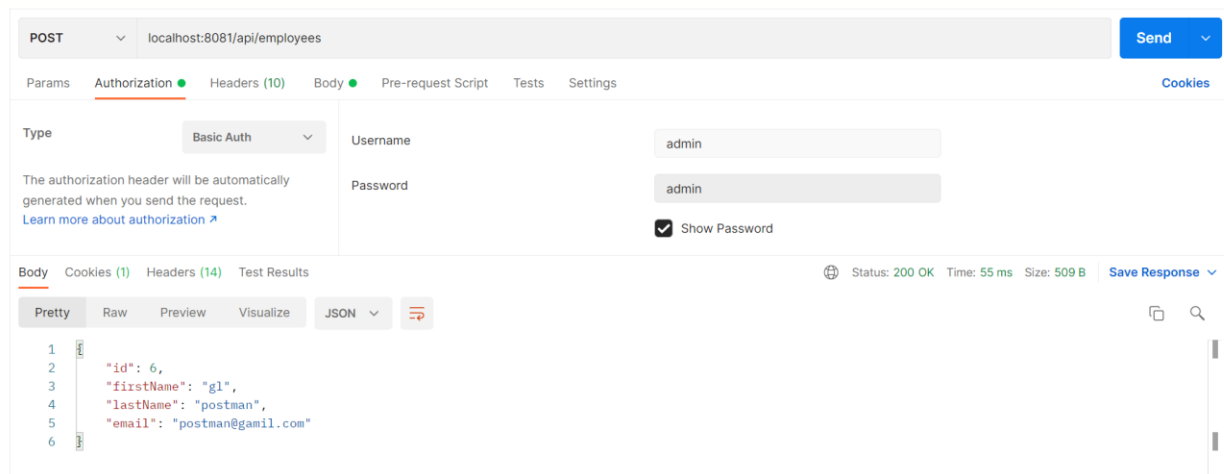 POST localhost:8081/api/employees Send
Params Authorization Headers (10) Body Pre-request Script Tests Settings Cookies
Type Basic Auth
The authorization header will be automatically
generated when you send the request.
Learn more about authorization ↗
Username admin
Password admin
Show Password
Body Cookies (1) Headers (14) Test Results Status: 200 OK Time: 55 ms Size: 509 B Save Response
Pretty Raw Preview Visualize JSON
1 {
2 "id": 6,
3 "firstName": "gl",
4 "lastName": "postman",
5 "email": "postman@gamil.com"
6 }